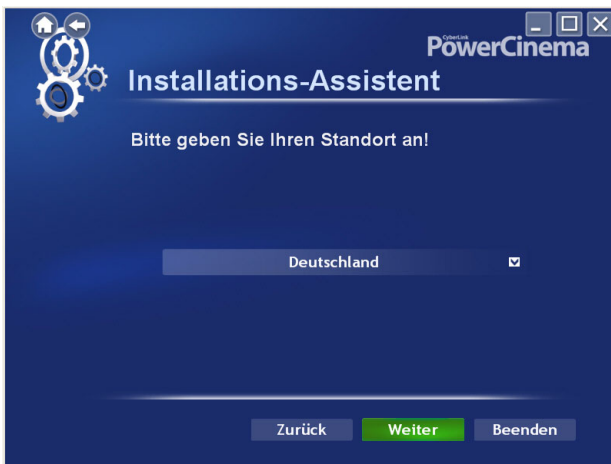 CyberLink
PowerCinema
Installations-Assistent
Bitte geben Sie Ihren Standort an!
Deutschland
Zurück
Weiter
Beenden